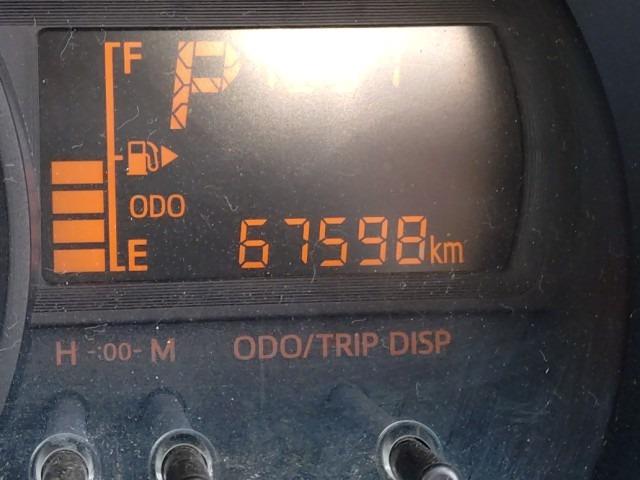 F
P
ODO
E
67598km
H -:00- M
ODO/TRIP DISP